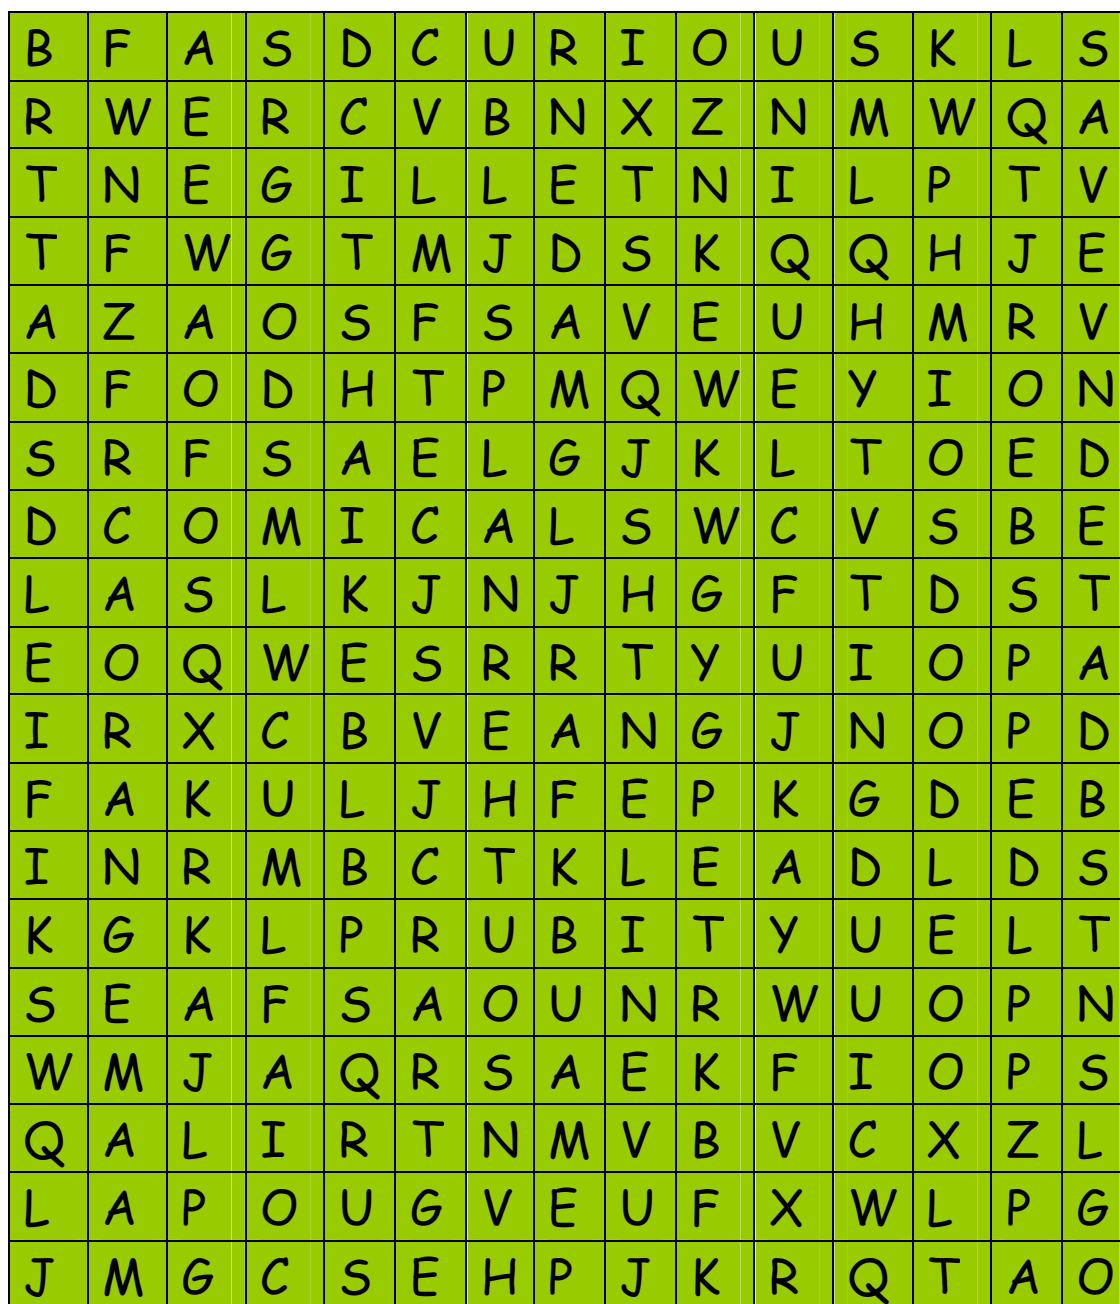 B F A S D C U R I O U S K L S
R W E R C V B N X Z N M W Q A
T N E G I L L E T N I L P T V
T F W G T M J D S K Q Q H J E
A Z A O S F S A V E U H M R V
D F O D H T P M Q W E Y I O N
S R F S A E L G J K L T O E D
D C O M I C A L S W C V S B E
L A S L K J N J H G F T D S T
E O Q W E S R R T Y U I O P A
I R X C B V E A N G J N O P D
F A K U L J H F E P K G D E B
I N R M B C T K L E A D L D S
K G K L P R U B I T Y U E L T
S E A F S A O U N R W U O P N
W M J A Q R S A E K F I O P S
Q A L I R T N M V B V C X Z L
L A P O U G V E U F X W L P G
J M G C S E H P J K R Q T A O